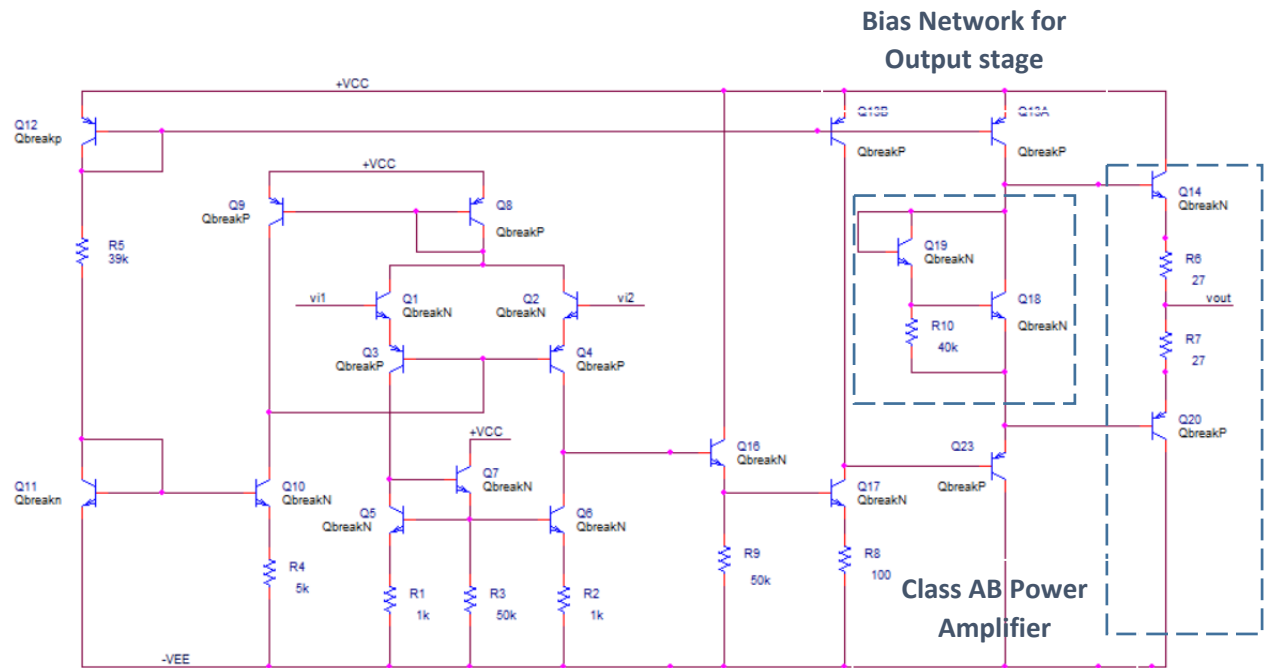 Bias Network for
Output stage
+VCC
Q12
Qbreakp
Q13B
QbreakP
Q13A
QbreakP
+VCC
Q9
QbreakP
Q8
QbreakP
Q14
QbreakN
R5
39k
Q19
QbreakN
R6
27
vi1
Q1
QbreakN
Q2
QbreakN
vi2
Q18
QbreakN
vout
R10
40k
Q3
QbreakP
Q4
QbreakP
R7
27
+VCC
Q20
QbreakP
Q16
QbreakN
Q23
QbreakP
Q7
QbreakN
Q11
Qbreakn
Q10
QbreakN
Q17
QbreakN
Q5
QbreakN
Q6
QbreakN
R4
5k
R9
50k
R8
100
R1
1k
R3
50k
R2
1k
Class AB Power
Amplifier
-VEE